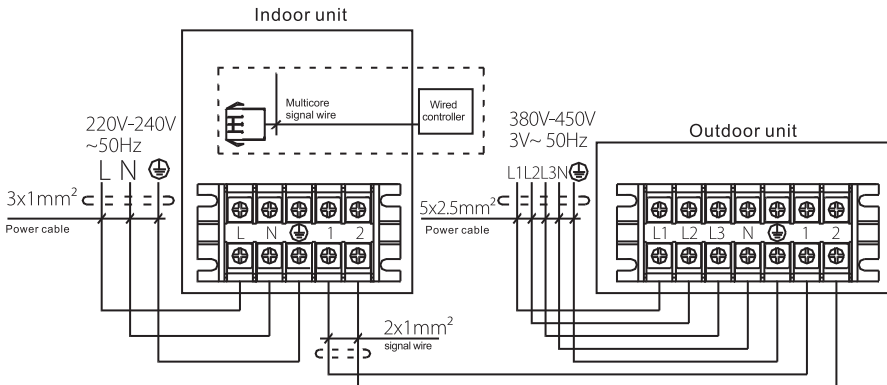 Indoor unit
Multicore
signal wire
Wired
controller
220V-240V
~50Hz
L N
3x1mm²
Power cable
L N 1 2
2x1mm²
signal wire
380V-450V
3V~ 50Hz
L1L2L3N
5x2.5mm²
Power cable
Outdoor unit
L1 L2 L3 N 1 2